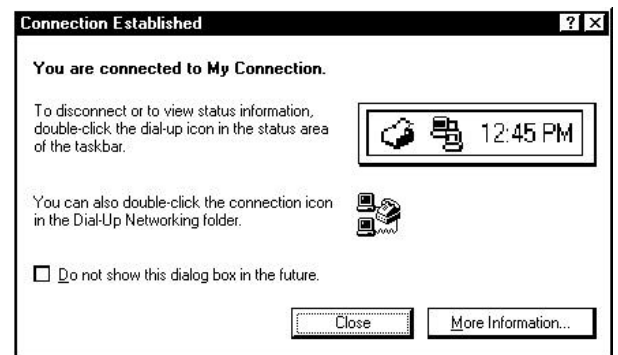 Connection Established
You are connected to My Connection.
To disconnect or to view status information,
double-click the dial-up icon in the status area
of the taskbar.
12:45 PM
You can also double-click the connection icon
in the Dial-Up Networking folder.
Do not show this dialog box in the future.
Close
More Information...